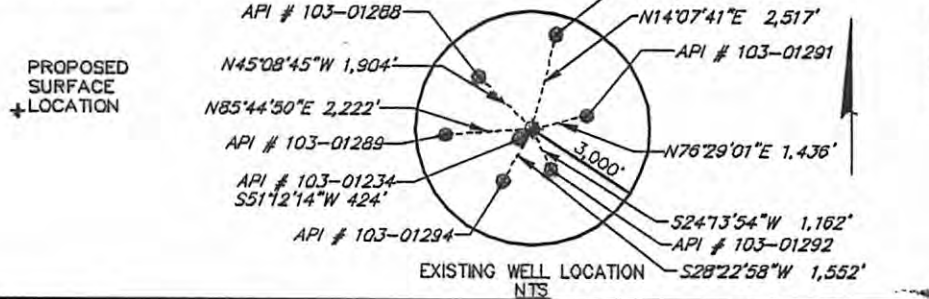 API # 103-01288
N14°07'41"E 2,517'
API # 103-01291
PROPOSED
SURFACE
LOCATION
N45°08'45"W 1,904'
N85°44'50"E 2,222'
API # 103-01289
3,000'
N76°29'01"E 1,436'
API # 103-01234
S51°12'14"W 424'
API # 103-01294
S24°13'54"W 1,162'
API # 103-01292
S28°22'58"W 1,552'
EXISTING WELL LOCATION
NTS